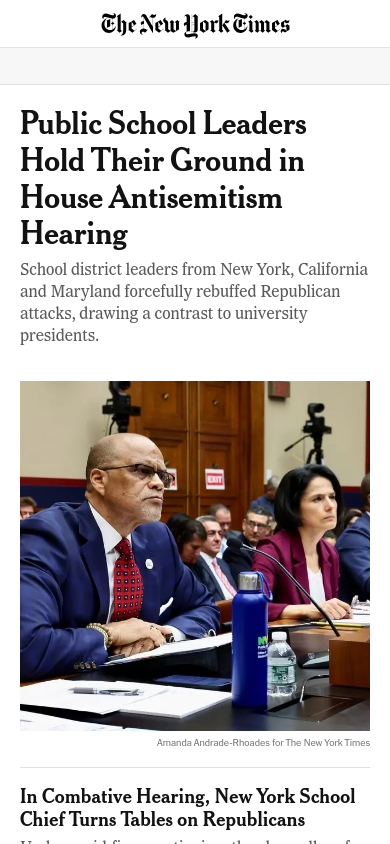 The New York Times
Public School Leaders
Hold Their Ground in
House Antisemitism
Hearing
School district leaders from New York, California
and Maryland forcefully rebuffed Republican
attacks, drawing a contrast to university
presidents.
EXIT
Amanda Andrade-Rhoades for The New York Times
In Combative Hearing, New York School
Chief Turns Tables on Republicans